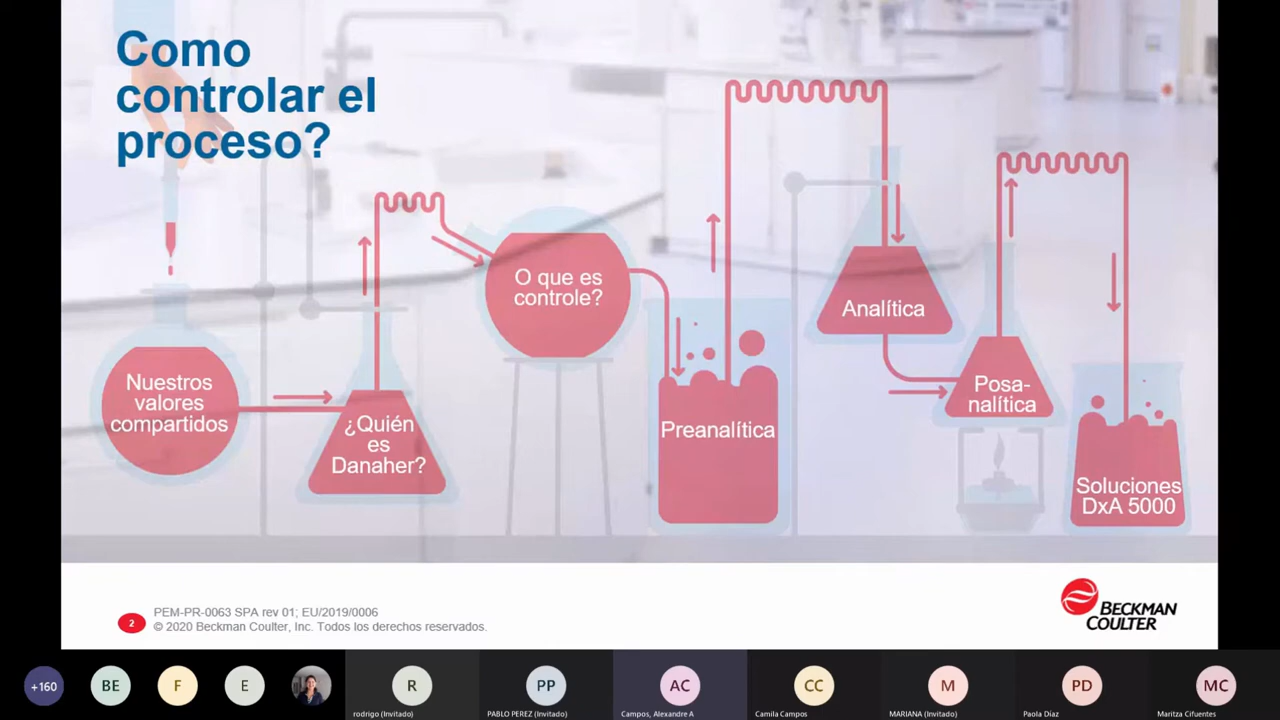 Como
controlar el
proceso?
Nuestros
valores
compartidos
¿Quién
es
Danaher?
O que es
controle?
Preanalítica
Analítica
Posa-
nalítica
Soluciones
DxA 5000
2
PEM-PR-0063 SPA rev 01; EU/2019/0006
© 2020 Beckman Coulter, Inc. Todos los derechos reservados.
BECKMAN
COULTER
+160
BE
F
E
R
PP
AC
CC
M
PD
MC
rodrigo (Invitado)
PABLO PEREZ (Invitado)
Campos, Alexandre A
Camila Campos
MARIANA (Invitado)
Paola Díaz
Maritza Cifuentes